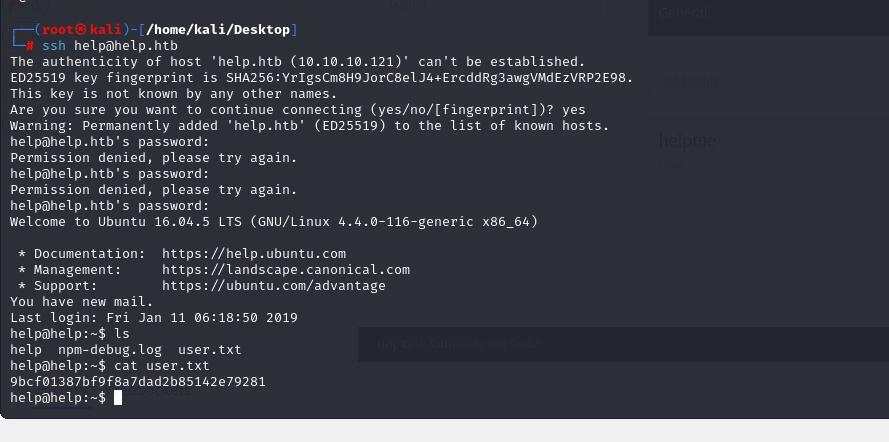 General
(root㉿kali)-[/home/kali/Desktop]
# ssh help@help.htb
The authenticity of host 'help.htb (10.10.10.121)' can't be established.
ED25519 key fingerprint is SHA256:YrIgsCm8H9JorC8elJ4+ErcddRg3awgVMdEzVRP2E98.
This key is not known by any other names.
Are you sure you want to continue connecting (yes/no/[fingerprint])? yes
Warning: Permanently added 'help.htb' (ED25519) to the list of known hosts.
helpme
help@help.htb's password:
Permission denied, please try again.
help@help.htb's password:
Permission denied, please try again.
help@help.htb's password:
Welcome to Ubuntu 16.04.5 LTS (GNU/Linux 4.4.0-116-generic x86_64)
* Documentation: https://help.ubuntu.com
* Management: https://landscape.canonical.com
* Support: https://ubuntu.com/advantage
You have new mail.
Last login: Fri Jan 11 06:18:50 2019
help@help:~$ ls
help npm-debug.log user.txt
help@help:~$ cat user.txt
9bcf01387bf9f8a7dad2b85142e79281
help@help:~$